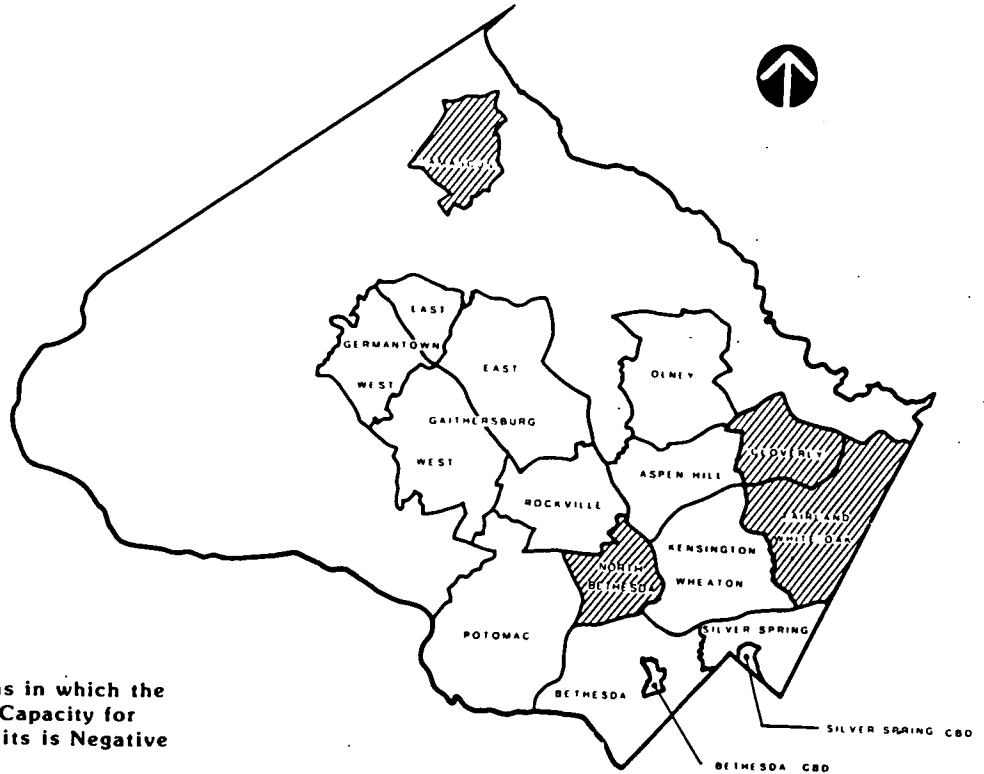 EAST
GERMANTOWN
WEST
EAST
GAITHERSBURG
WEST
OLNEY
CLOVERLY
ASPEN HILL
ROCKVILLE
FAIRLAND
WHITE OAK
KENSINGTON
WHEATON
NORTH
BETHESDA
POTOMAC
SILVER SPRING
BETHESDA
SILVER SPRING CBD
BETHESDA CBD
in which the
Capacity for
is Negative